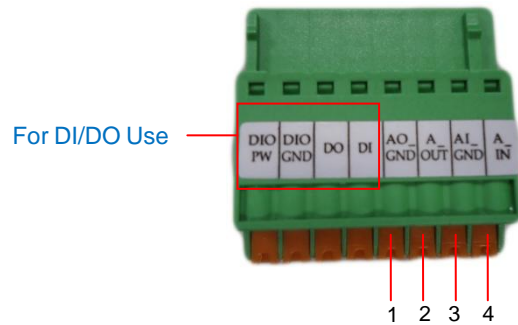 For DI/DO Use
DIO PW
DIO GND
DO
DI
AO_ GND
A_ OUT
AI_ GND
A_ IN
1 2 3 4